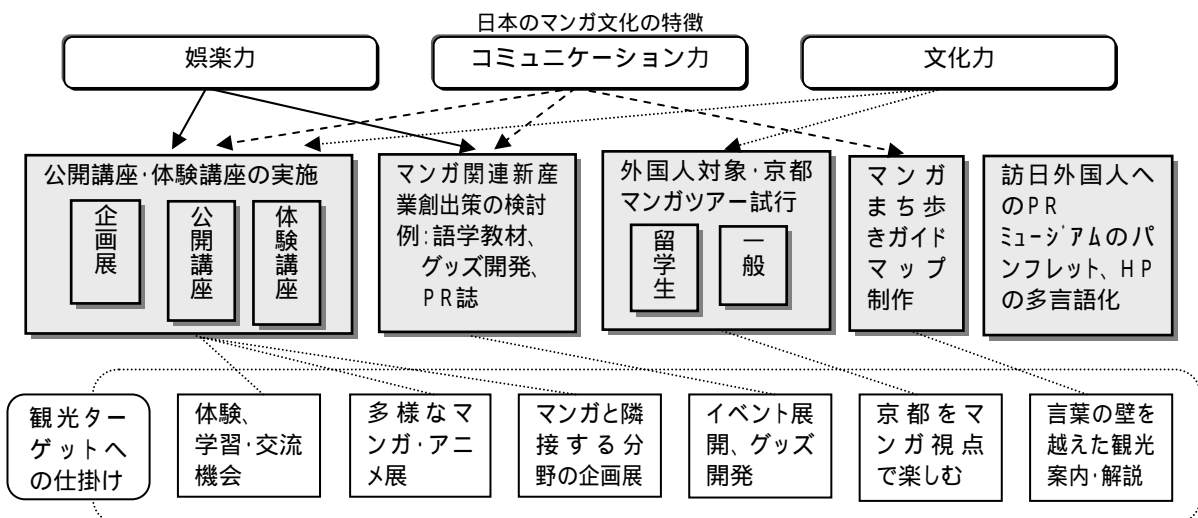 日本のマンガ文化の特徴
娯楽力
コミュニケーション力
文化力
公開講座・体験講座の実施
企画展
公開講座
体験講座
マンガ関連新産
業創出策の検討
例:語学教材、
グッズ開発、
PR誌
外国人対象・京都
マンガツアー試行
留学生
一般
マンガ
まち歩
きガイド
マップ
制作
訪日外国人へ
のPR
ミュージアムのパ
ンフレット、HP
の多言語化
観光ター
ゲットへ
の仕掛け
体験、
学習・交流
機会
多様なマ
ンガ・アニ
メ展
マンガと隣
接する分
野の企画展
イベント展
開、グッズ
開発
京都をマ
ンガ視点
で楽しむ
言葉の壁を
越えた観光
案内・解説